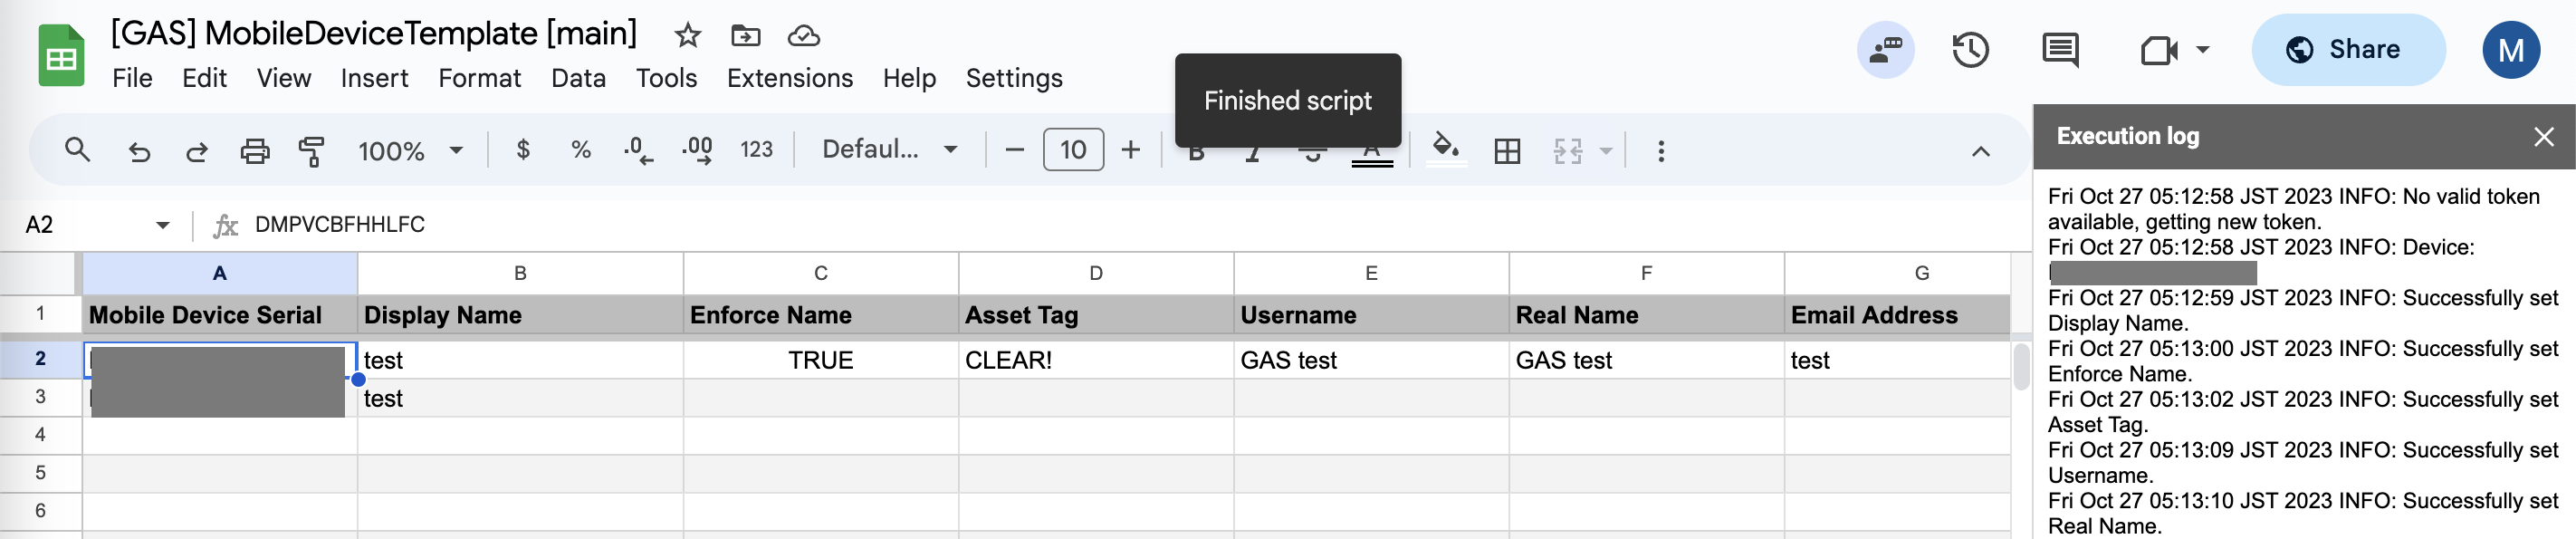 [GAS] MobileDeviceTemplate [main]
File Edit View Insert Format Data Tools Extensions Help Settings
Finished script
Share
M
100% $ % .0 .00 123 Defaul... 10 B I S A
A2 fx DMPVCBFHHLFC
A B C D E F G
1 Mobile Device Serial Display Name Enforce Name Asset Tag Username Real Name Email Address
2 test TRUE CLEAR! GAS test GAS test test
3 test
4
5
6
Execution log
Fri Oct 27 05:12:58 JST 2023 INFO: No valid token
available, getting new token.
Fri Oct 27 05:12:58 JST 2023 INFO: Device:
Fri Oct 27 05:12:59 JST 2023 INFO: Successfully set
Display Name.
Fri Oct 27 05:13:00 JST 2023 INFO: Successfully set
Enforce Name.
Fri Oct 27 05:13:02 JST 2023 INFO: Successfully set
Asset Tag.
Fri Oct 27 05:13:09 JST 2023 INFO: Successfully set
Username.
Fri Oct 27 05:13:10 JST 2023 INFO: Successfully set
Real Name.